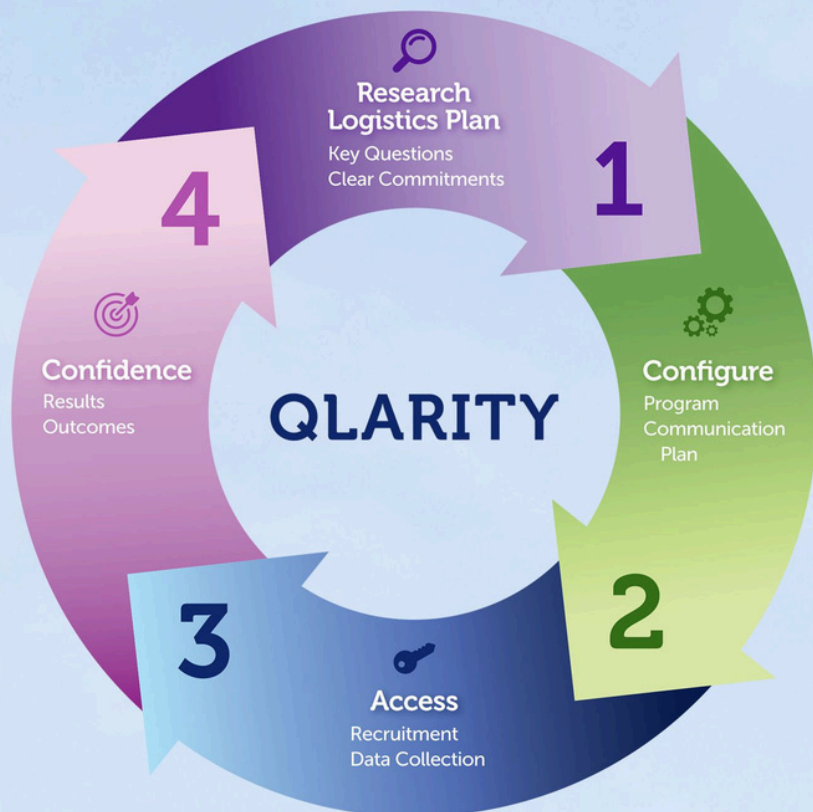 Research
Logistics Plan
Key Questions
Clear Commitments
1
Configure
Program
Communication
Plan
2
Access
Recruitment
Data Collection
3
Confidence
Results
Outcomes
4
QLARITY